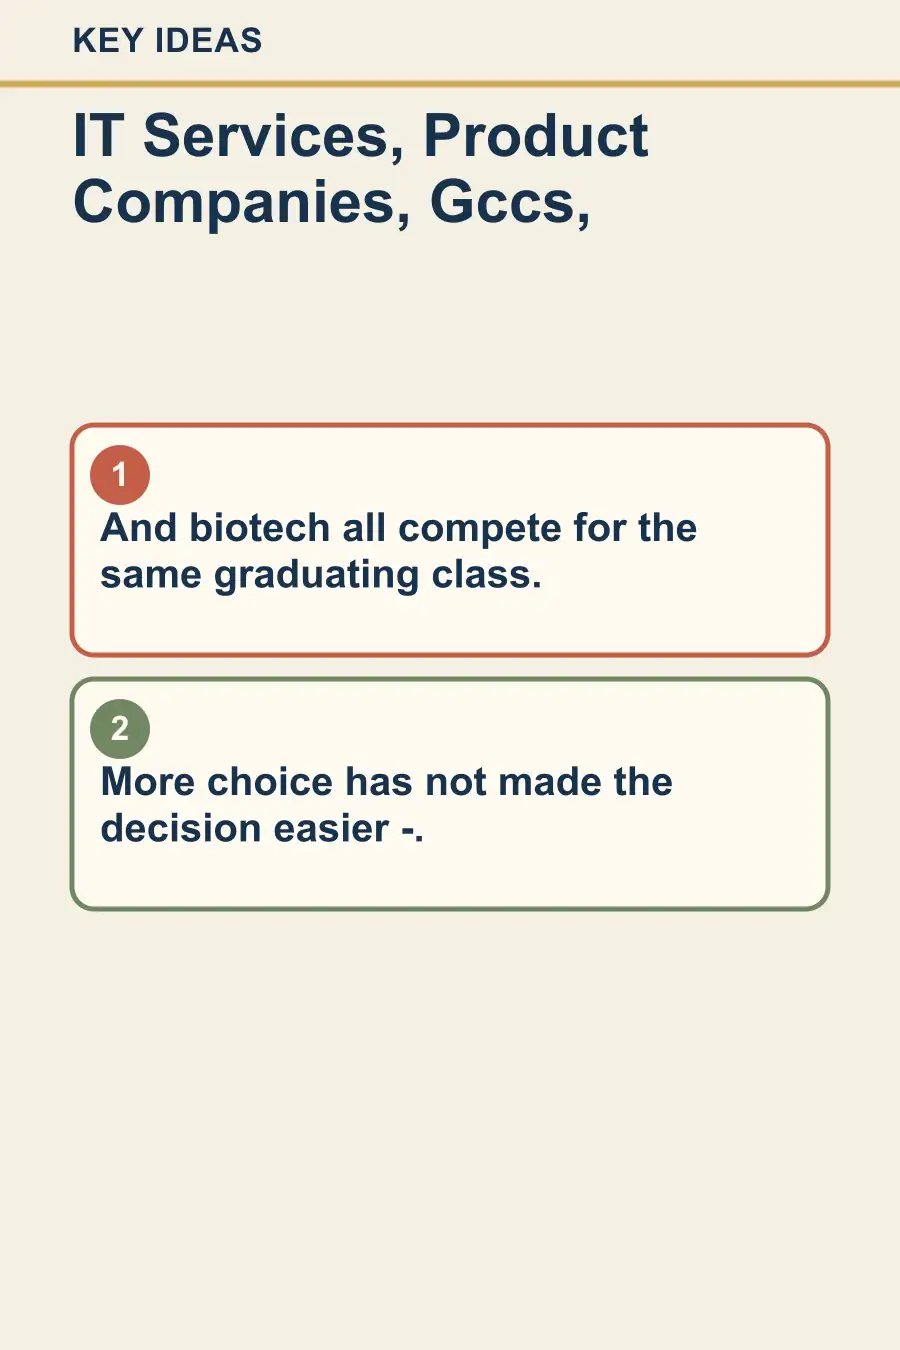 KEY IDEAS
IT Services, Product
Companies, Gccs,
1
And biotech all compete for the
same graduating class.
2
More choice has not made the
decision easier -.